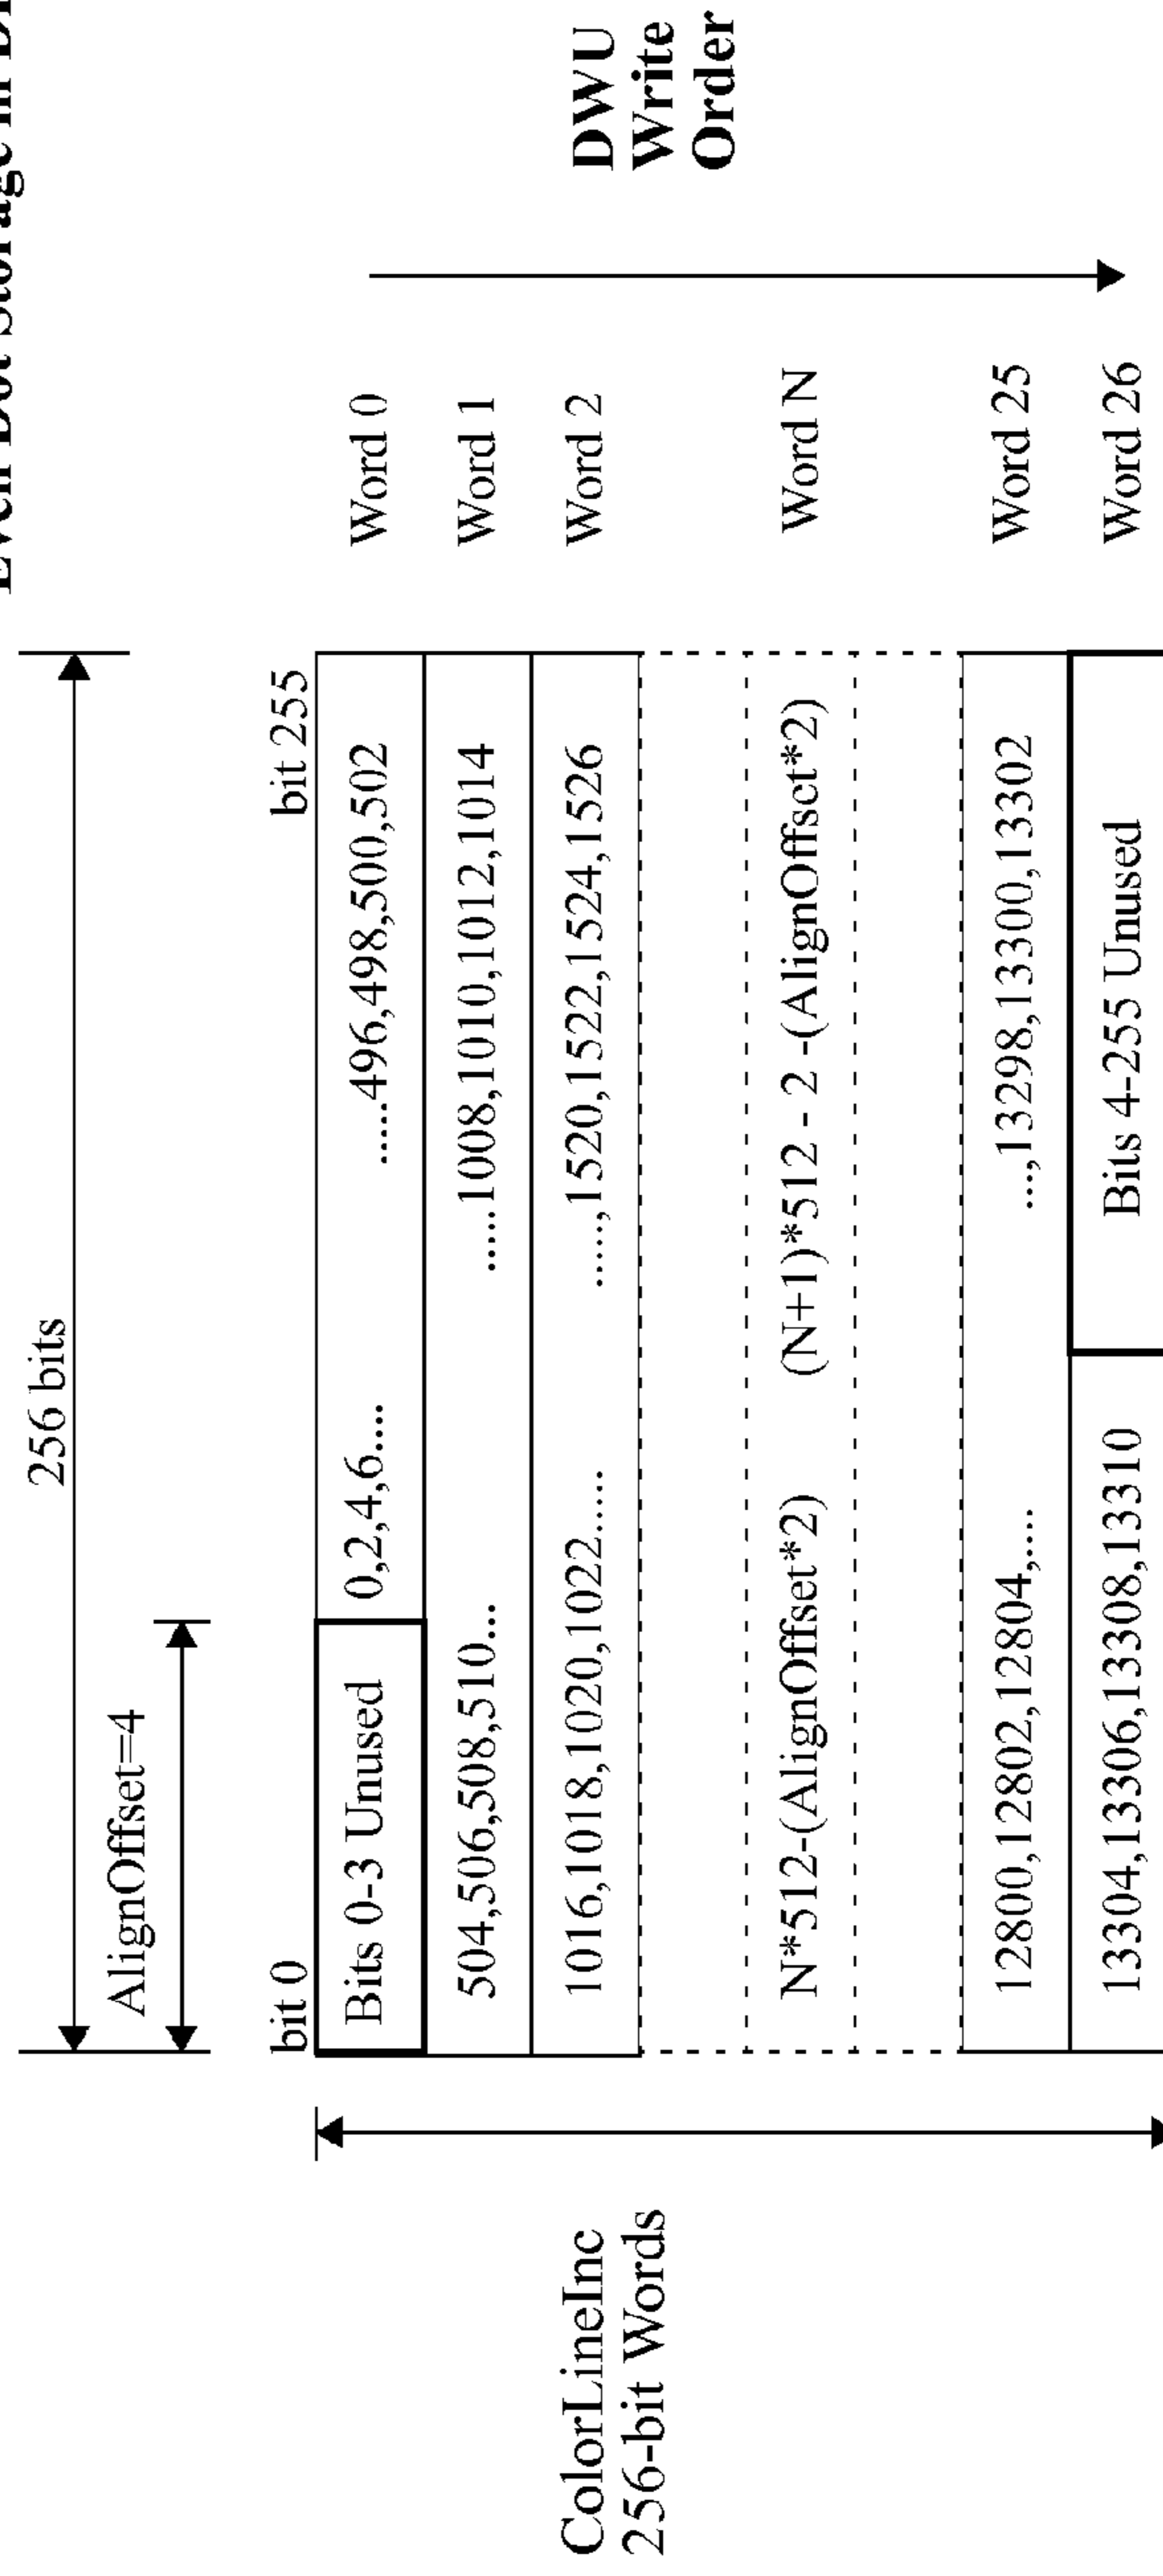 Even Dot Storage in
256 bits
AlignOffset=4
bit 0
bit 255
Bits 0-3 Unused
0,2,4,6....
......496,498,500,502
Word 0
504,506,508,510...
.....1008,1010,1012,1014
Word 1
1016,1018,1020,1022.....
......,1520,1522,1524,1526
Word 2
N*512-(AlignOffset*2)
(N+1)*512 - 2 -(AlignOffset*2)
Word N
12800,12802,12804,....
...,13298,13300,13302
Word 25
13304,13306,13308,13310
Bits 4-255 Unused
Word 26
ColorLineInc
256-bit Words
DWU
Write
Order